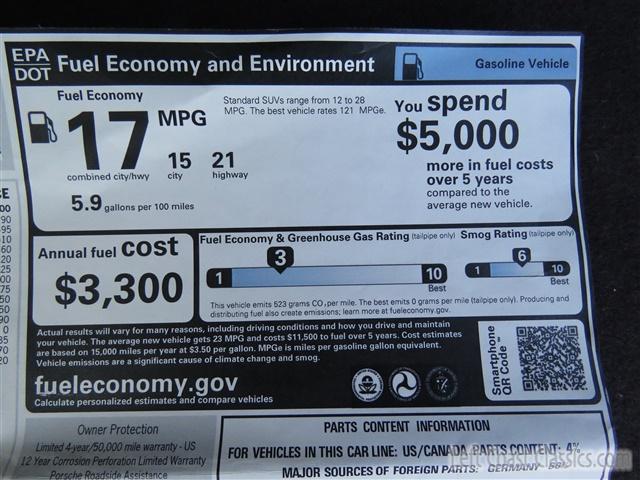 EPA
DOT
Fuel Economy and Environment
Gasoline Vehicle
Fuel Economy
17 MPG
combined city/hwy
15
city
21
highway
5.9 gallons per 100 miles
Standard SUVs range from 12 to 28
MPG. The best vehicle rates 121 MPGe.
You spend
$5,000
more in fuel costs
over 5 years
compared to the
average new vehicle.
Annual fuel cost
$3,300
Fuel Economy & Greenhouse Gas Rating (tailpipe only)
3
1
10
Best
Smog Rating (tailpipe only)
6
1
10
Best
This vehicle emits 523 grams CO2 per mile. The best emits 0 grams per mile (tailpipe only). Producing and
distributing fuel also create emissions; learn more at fueleconomy.gov.
Actual results will vary for many reasons, including driving conditions and how you drive and maintain
your vehicle. The average new vehicle gets 23 MPG and costs $11,500 to fuel over 5 years. Cost estimates
are based on 15,000 miles per year at $3.50 per gallon. MPGe is miles per gasoline gallon equivalent.
Vehicle emissions are a significant cause of climate change and smog.
fueleconomy.gov
Calculate personalized estimates and compare vehicles
Smartphone
QR Code™
Owner Protection
Limited 4-year/50,000 mile warranty - US
12 Year Corrosion Perforation Limited Warranty
Porsche Roadside Assistance
PARTS CONTENT INFORMATION
FOR VEHICLES IN THIS CAR LINE: US/CANADA PARTS CONTENT: 4%
MAJOR SOURCES OF FOREIGN PARTS: GERMANY